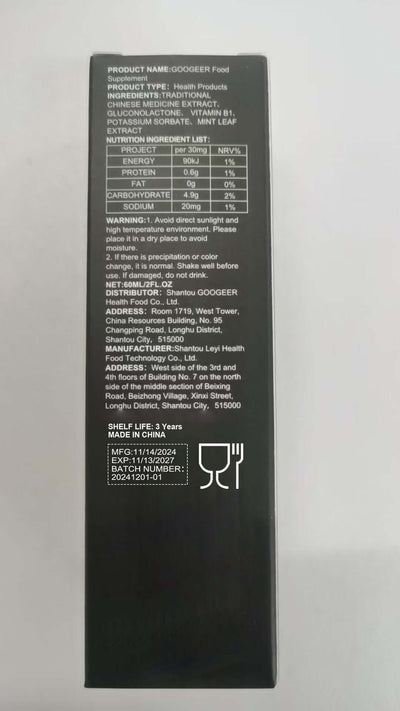 PRODUCT NAME:GOOGEER Food
Supplement
PRODUCT TYPE: Health Products
INGREDIENTS:TRADITIONAL
CHINESE MEDICINE EXTRACT、
GLUCONOLACTONE、 VITAMIN B1、
POTASSIUM SORBATE、MINT LEAF
EXTRACT
NUTRITION INGREDIENT LIST:
PROJECT per 30mg NRV%
ENERGY 90kJ 1%
PROTEIN 0.6g 1%
FAT 0g 0%
CARBOHYDRATE 4.9g 2%
SODIUM 20mg 1%
WARNING:1. Avoid direct sunlight and
high temperature environment. Please
place it in a dry place to avoid
moisture.
2. If there is precipitation or color
change, it is normal. Shake well before
use. If damaged, do not drink.
NET:60ML/2FL.OZ
DISTRIBUTOR: Shantou GOOGEER
Health Food Co., Ltd.
ADDRESS: Room 1719, West Tower,
China Resources Building, No. 95
Changping Road, Longhu District,
Shantou City, 515000
MANUFACTURER:Shantou Leyi Health
Food Technology Co., Ltd.
ADDRESS: West side of the 3rd and
4th floors of Building No. 7 on the north
side of the middle section of Beixing
Road, Beizhong Village, Xinxi Street,
Longhu District, Shantou City, 515000
SHELF LIFE: 3 Years
MADE IN CHINA
MFG:11/14/2024
EXP:11/13/2027
BATCH NUMBER:
20241201-01